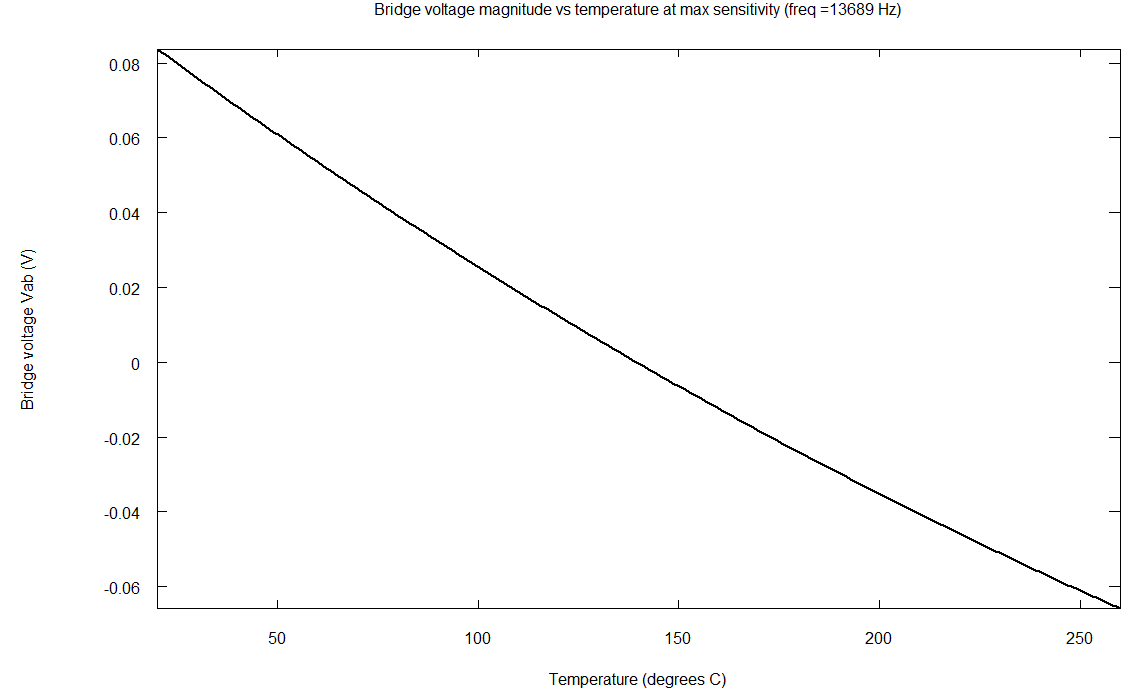 Bridge voltage magnitude vs temperature at max sensitivity (freq =13689 Hz)
0.08
0.06
0.04
0.02
0
-0.02
-0.04
-0.06
Bridge voltage Vab (V)
50 100 150 200 250
Temperature (degrees C)